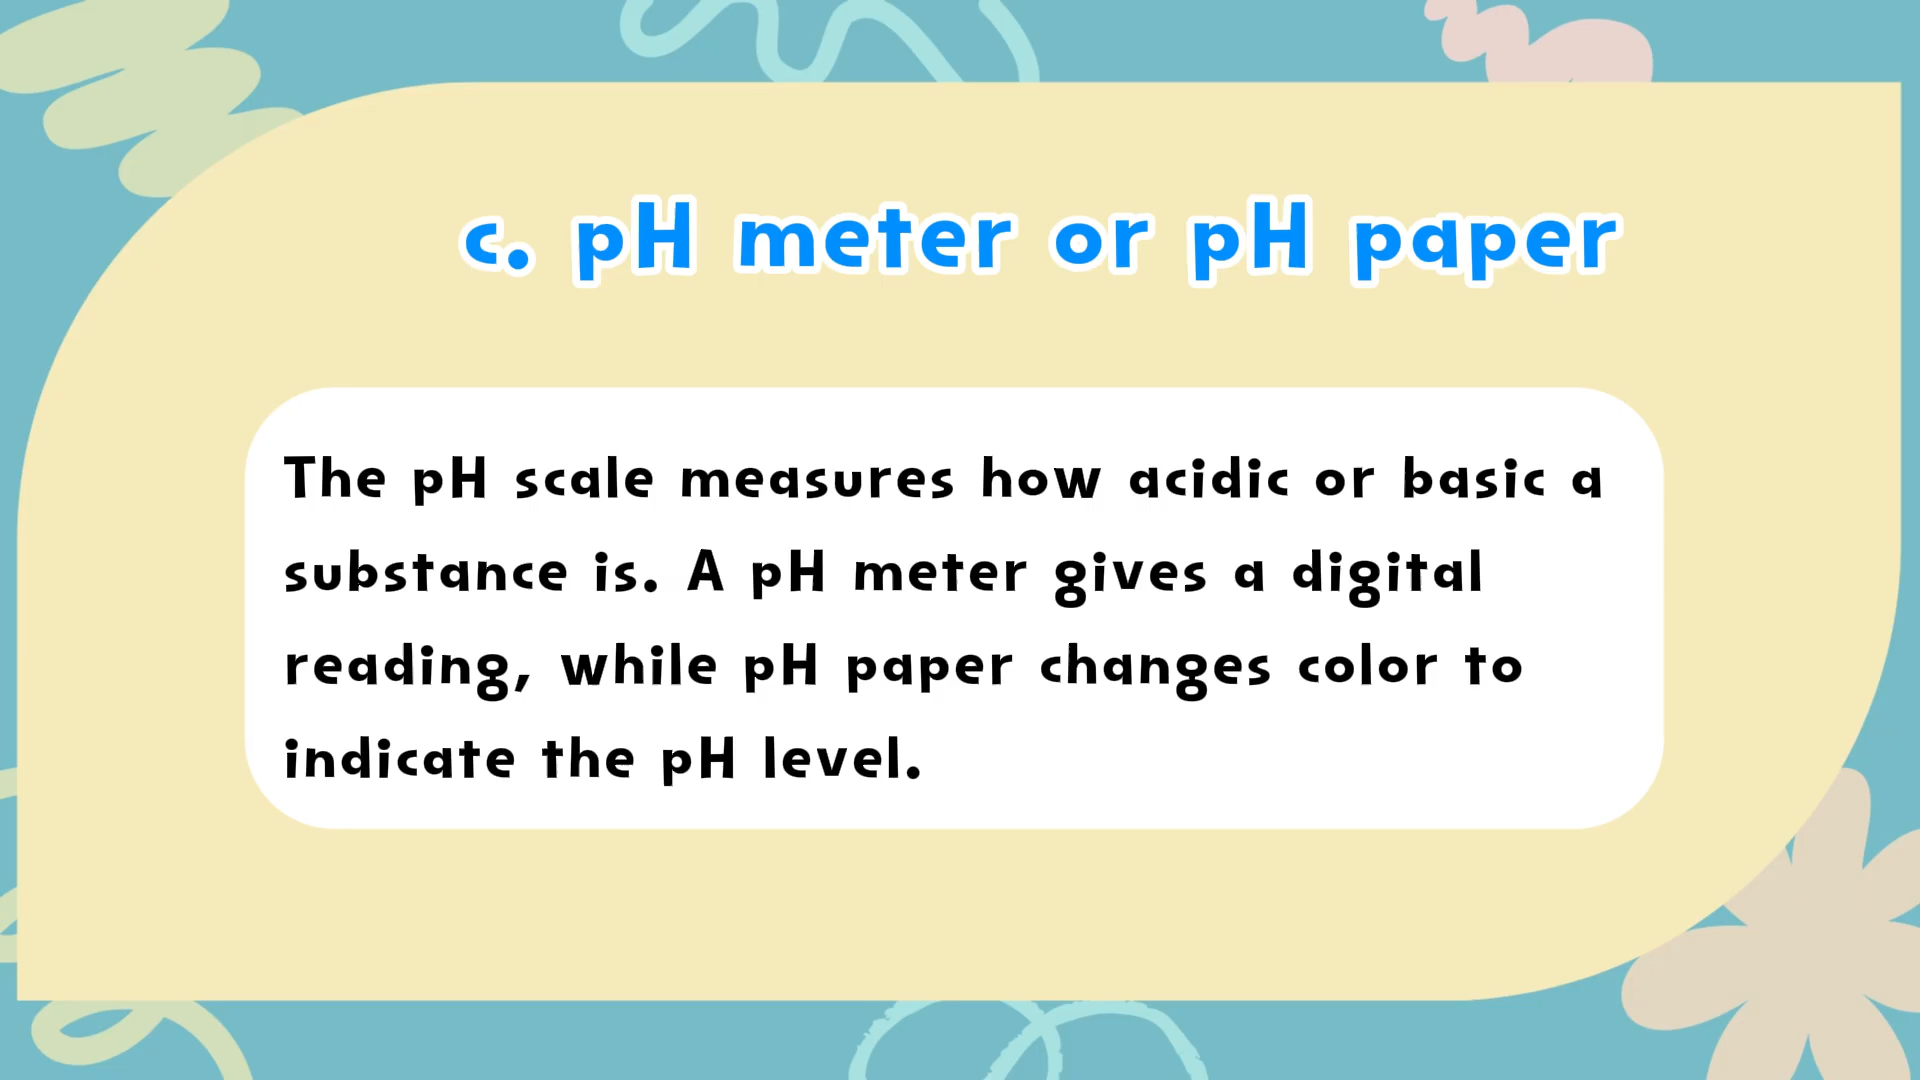 c. pH meter or pH paper
The pH scale measures how acidic or basic a
substance is. A pH meter gives a digital
reading, while pH paper changes color to
indicate the pH level.